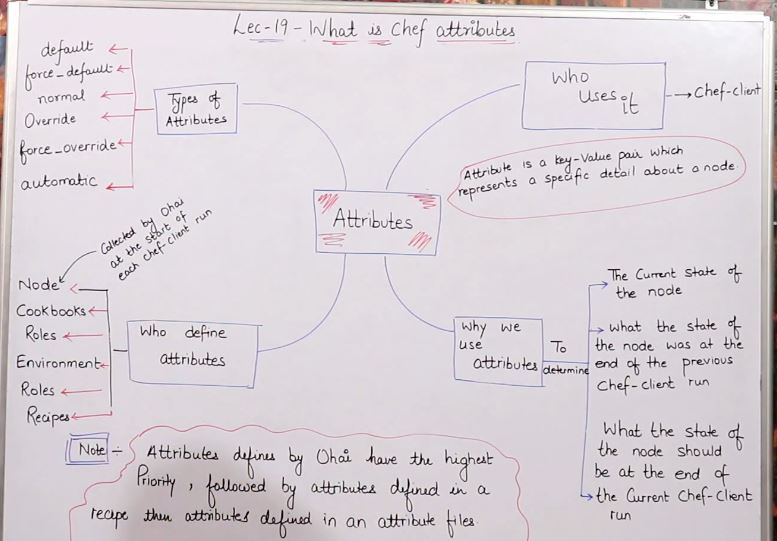 Lec-19 - What is Chef attributes
default
force_default
normal
Override
force_override
automatic
Types of
Attributes
Who
Uses it
Chef-Client
Attribute is a key-Value pair which
represents a specific detail about a node.
Attributes
Collected by Ohai
at the start of
each chef-client run
Node
Cookbooks
Roles
Environment
Roles
Recipes
Who define
attributes
Why we
use
attributes
To
determine
The Current state of
the node
What the state of
the node was at the
end of the previous
Chef-Client run
What the state of
the node should
be at the end of
the Current Chef-Client
run
Note :-
Attributes defines by Ohai have the highest
Priority, followed by attributes defined in a
recipe then attributes defined in an attribute files.